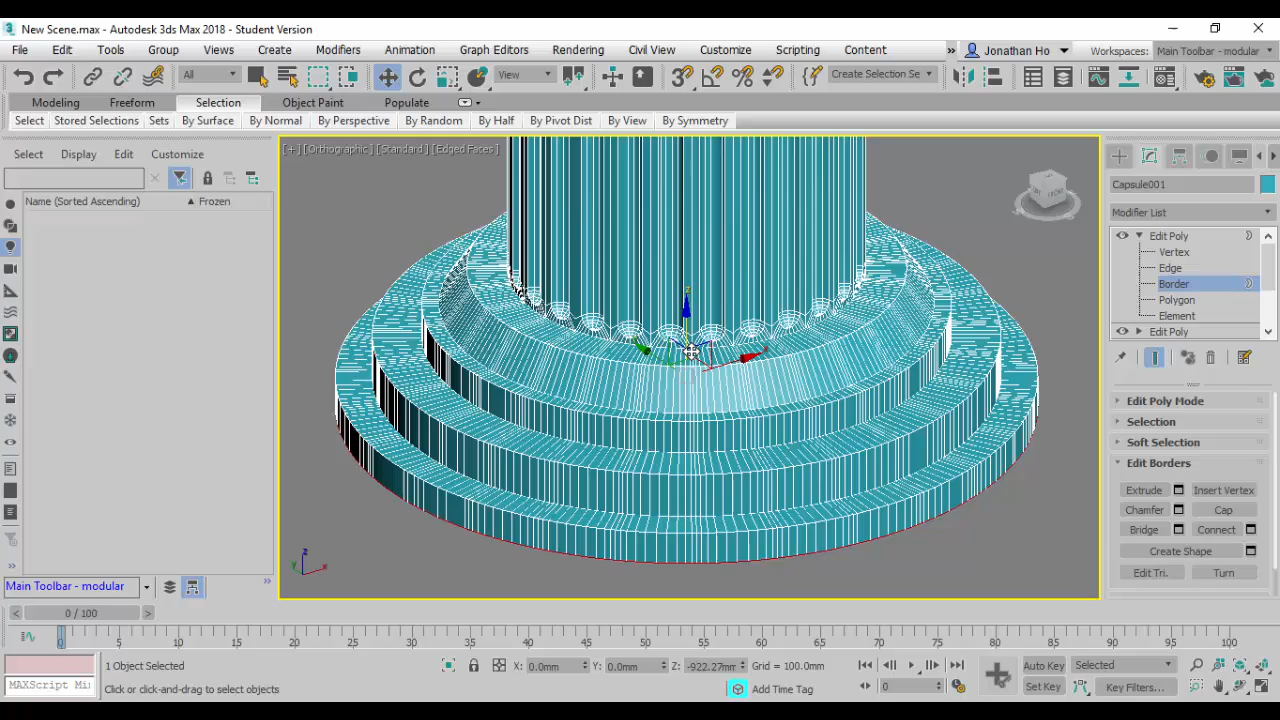 New Scene.max - Autodesk 3ds Max 2018 - Student Version
File Edit Tools Group Views Create Modifiers Animation Graph Editors Rendering Civil View Customize Scripting Content » Jonathan Ho Workspaces: Main Toolbar - modular
All View Create Selection Se
Modeling Freeform Selection Object Paint Populate
Select Stored Selections Sets By Surface By Normal By Perspective By Random By Half By Pivot Dist By View By Symmetry
Select Display Edit Customize
Name (Sorted Ascending) ▲ Frozen
[+] [Orthographic] [Standard] [Edged Faces]
FRONT
z
x
z
y
x
Capsule001
Modifier List
Edit Poly
Vertex
Edge
Border
Polygon
Element
Edit Poly
Edit Poly Mode
Selection
Soft Selection
Edit Borders
Extrude Insert Vertex
Chamfer Cap
Bridge Connect
Create Shape
Edit Tri. Turn
Main Toolbar - modular
< 0 / 100 >
0 5 10 15 20 25 30 35 40 45 50 55 60 65 70 75 80 85 90 95 100
1 Object Selected X: 0.0mm Y: 0.0mm Z: -922.27mm Grid = 100.0mm Auto Key Selected
MAXScript Mi Click or click-and-drag to select objects Add Time Tag 0 Set Key Key Filters...